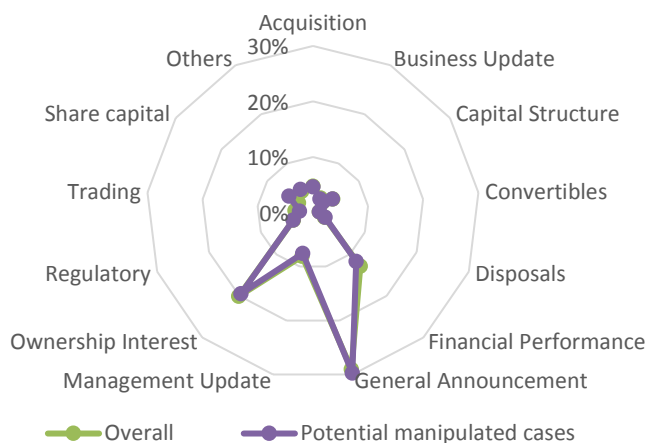 Acquisition
30%
Others
Business Update
20%
Share capital
Capital Structure
10%
Trading
Convertibles
0%
Regulatory
Disposals
Ownership Interest
Financial Performance
Management Update
General Announcement
Overall
Potential manipulated cases